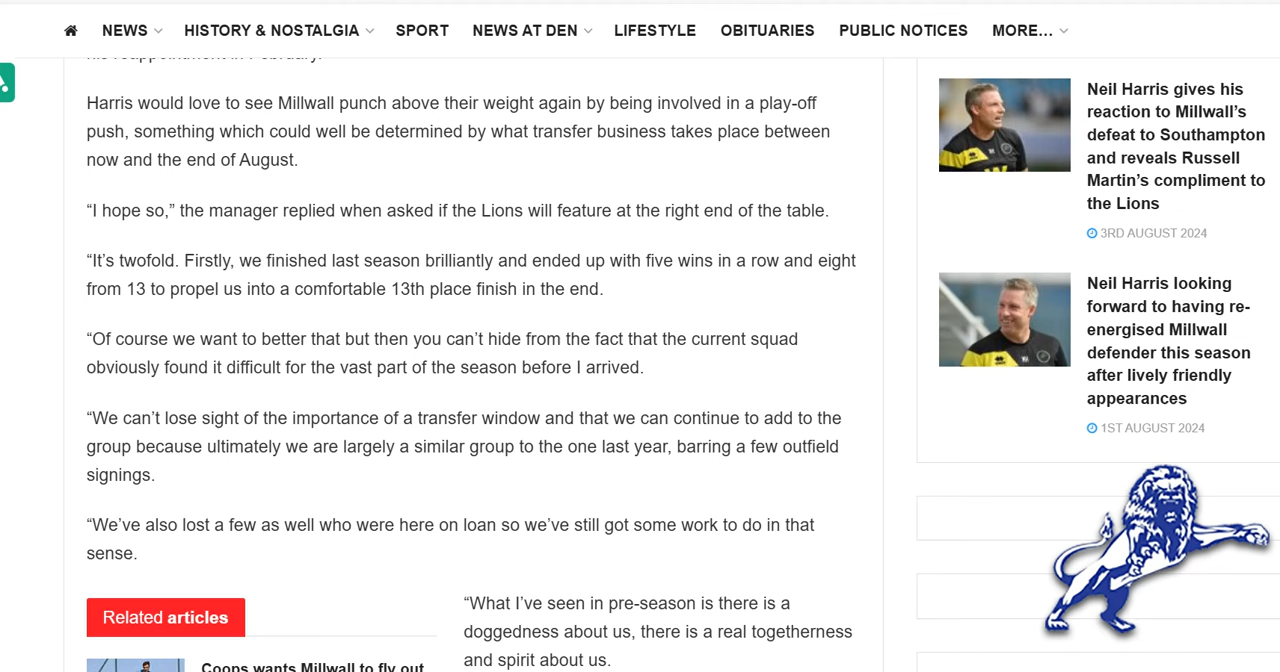 NEWS HISTORY & NOSTALGIA SPORT NEWS AT DEN LIFESTYLE OBITUARIES PUBLIC NOTICES MORE...
his reappointment in February.
Harris would love to see Millwall punch above their weight again by being involved in a play-off
push, something which could well be determined by what transfer business takes place between
now and the end of August.
“I hope so,” the manager replied when asked if the Lions will feature at the right end of the table.
“It’s twofold. Firstly, we finished last season brilliantly and ended up with five wins in a row and eight
from 13 to propel us into a comfortable 13th place finish in the end.
“Of course we want to better that but then you can’t hide from the fact that the current squad
obviously found it difficult for the vast part of the season before I arrived.
“We can’t lose sight of the importance of a transfer window and that we can continue to add to the
group because ultimately we are largely a similar group to the one last year, barring a few outfield
signings.
“We’ve also lost a few as well who were here on loan so we’ve still got some work to do in that
sense.
Related articles
Coops wants Millwall to fly out
“What I’ve seen in pre-season is there is a
doggedness about us, there is a real togetherness
and spirit about us.
Neil Harris gives his
reaction to Millwall’s
defeat to Southampton
and reveals Russell
Martin’s compliment to
the Lions
3RD AUGUST 2024
Neil Harris looking
forward to having re-
energised Millwall
defender this season
after lively friendly
appearances
1ST AUGUST 2024